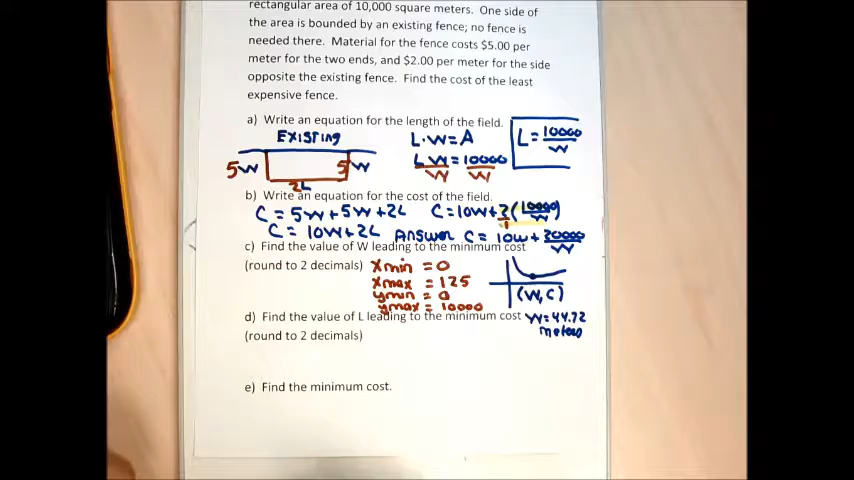 rectangular area of 10,000 square meters. One side of
the area is bounded by an existing fence; no fence is
needed there. Material for the fence costs $5.00 per
meter for the two ends, and $2.00 per meter for the side
opposite the existing fence. Find the cost of the least
expensive fence.
a) Write an equation for the length of the field.
EXISTING
L·W=A
L=10000/W
5W
5W
LW/W=10000/W
2L
b) Write an equation for the cost of the field.
C=5W+5W+2L
C=10W+2/1(10000/W)
C=10W+2L
Answer C=10W+20000/W
c) Find the value of W leading to the minimum cost
(round to 2 decimals)
Xmin=0
Xmax=125
Ymin=0
Ymax=10000
(W,C)
d) Find the value of L leading to the minimum cost
W=44.72
meters
(round to 2 decimals)
e) Find the minimum cost.